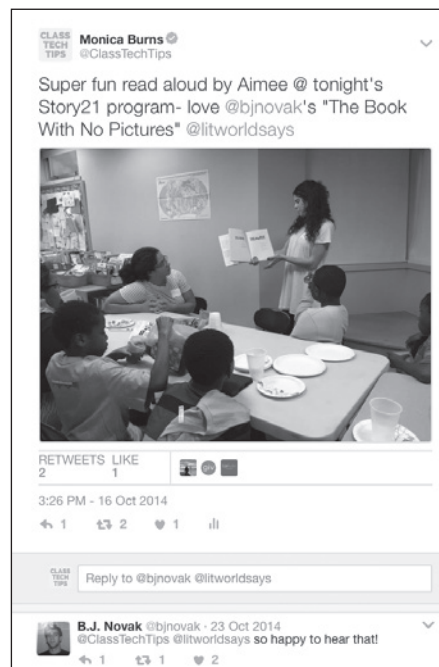 CLASS
TECH
TIPS
Monica Burns
@ClassTechTips
Super fun read aloud by Aimee @ tonight's
Story21 program- love @bjnovak's "The Book
With No Pictures" @litworldsays
RETWEETS LIKE
2 1
3:26 PM - 16 Oct 2014
1 2 1
CLASS
TECH
TIPS
Reply to @bjnovak @litworldsays
B.J. Novak @bjnovak · 23 Oct 2014
@ClassTechTips @litworldsays so happy to hear that!
1 1 2